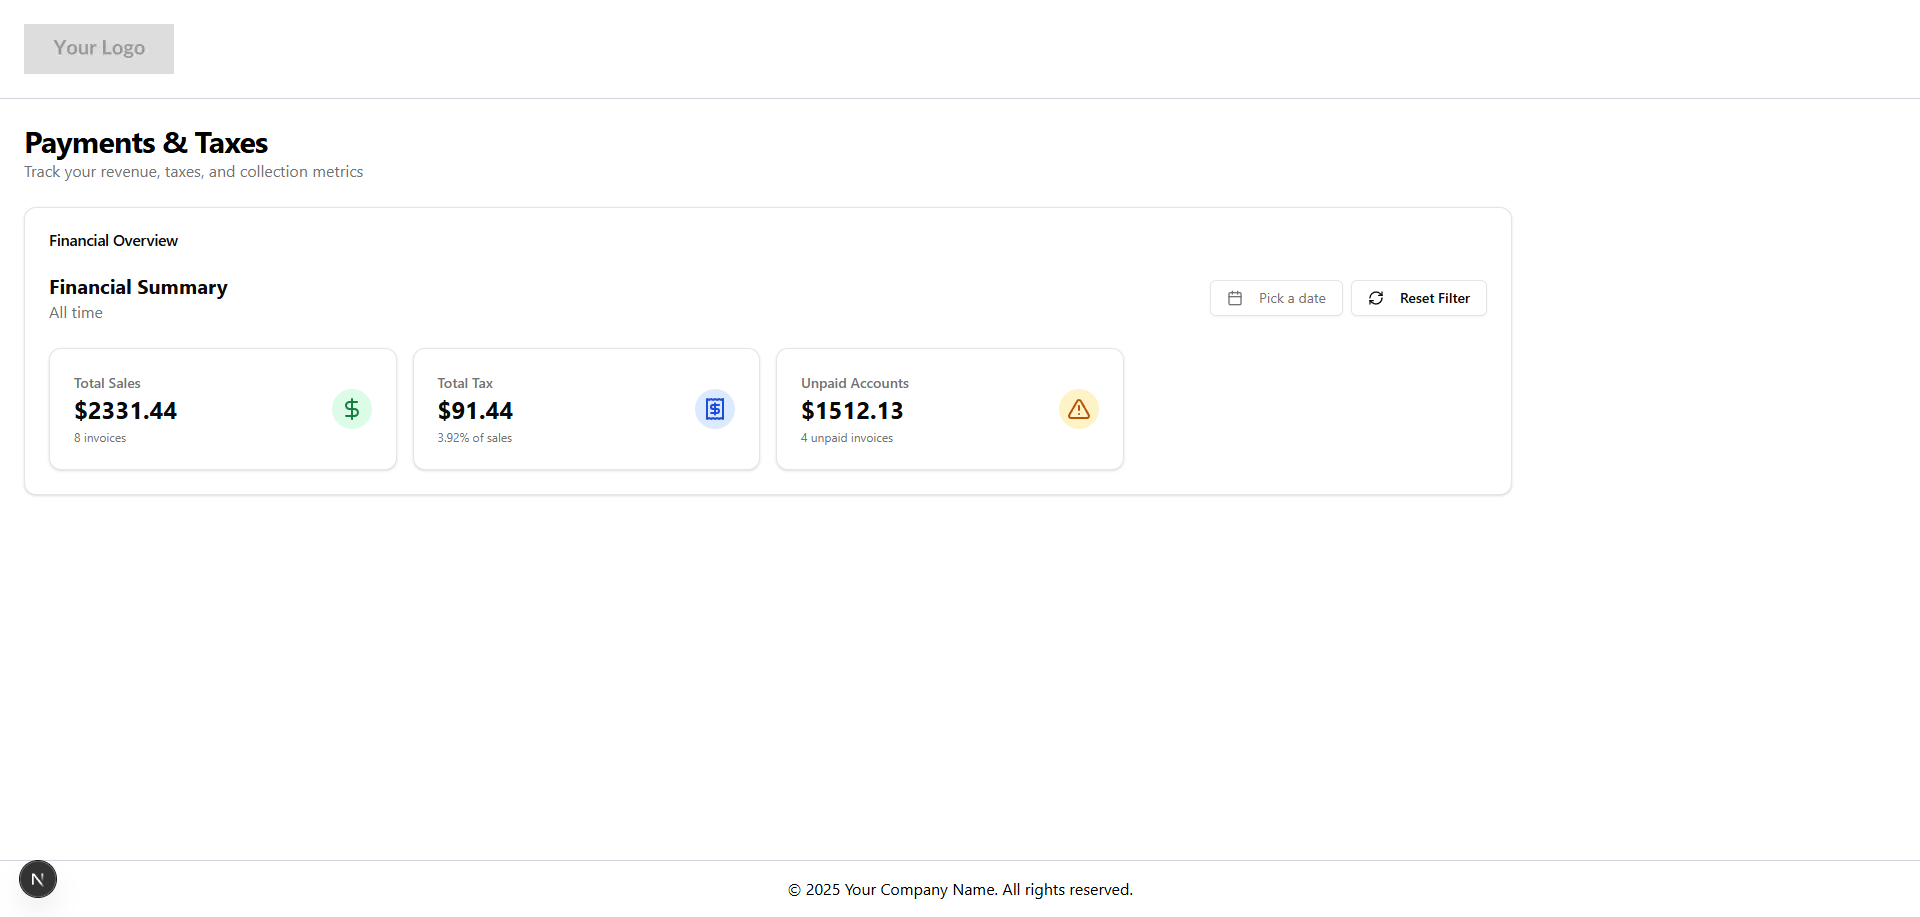 Your Logo
Payments & Taxes
Track your revenue, taxes, and collection metrics
Financial Overview
Financial Summary
All time
Pick a date
Reset Filter
Total Sales
$2331.44
8 invoices
Total Tax
$91.44
3.92% of sales
Unpaid Accounts
$1512.13
4 unpaid invoices
N
© 2025 Your Company Name. All rights reserved.